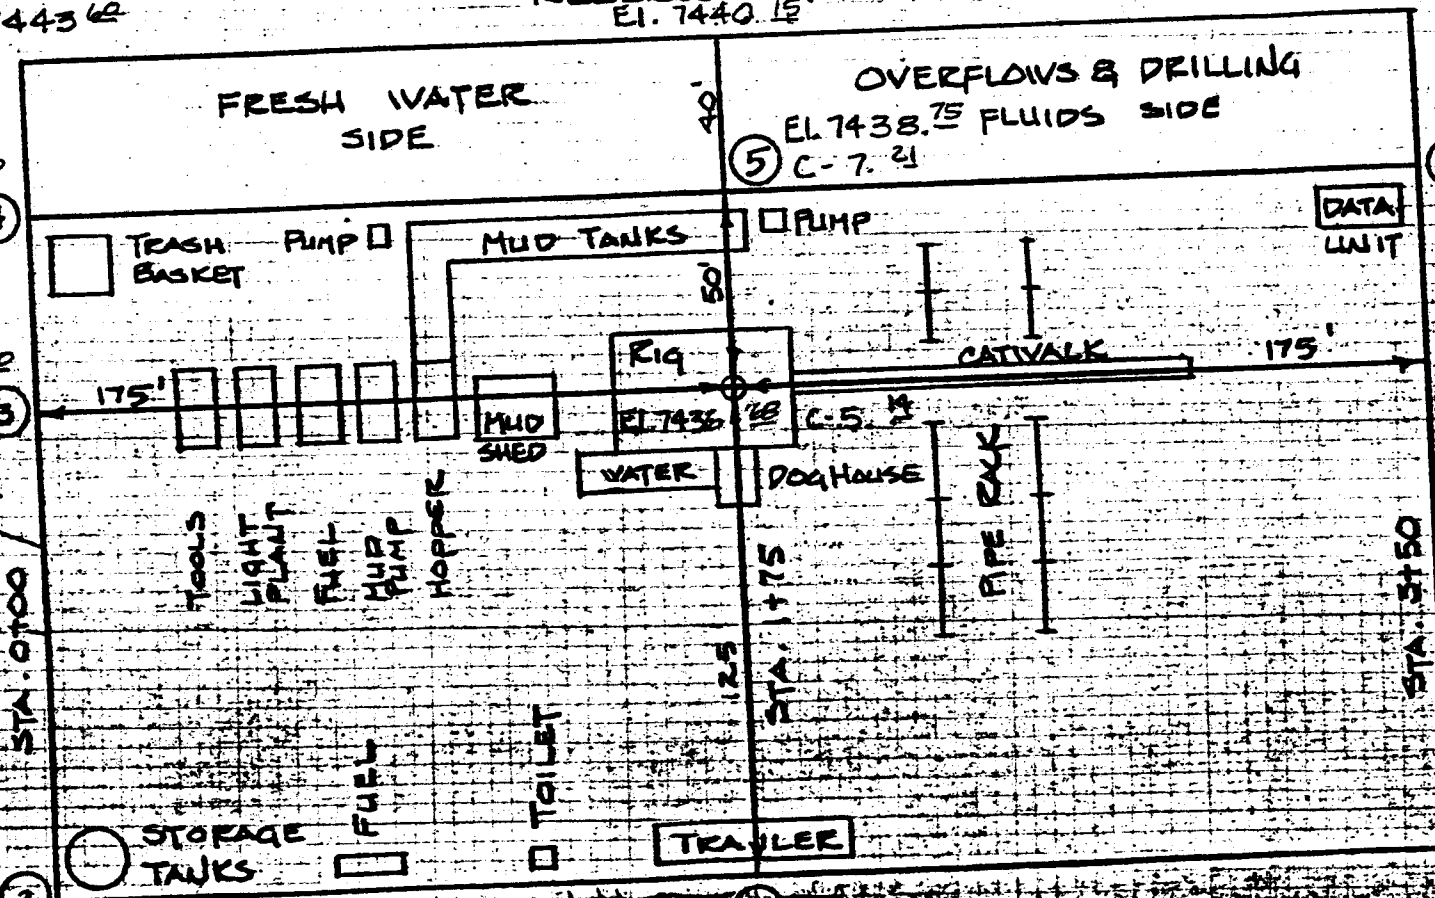 El. 7440.15
FRESH WATER
SIDE
40'
OVERFLOWS & DRILLING
El. 7438.75 FLUIDS SIDE
5
C-7.21
TRASH
BASKET
PUMP
MUD TANKS
PUMP
DATA
UNIT
50'
RIG
CATWALK
175'
175'
MUD
SHED
El. 7436.68
C-5.14
WATER
DOGHOUSE
TOOLS
LIGHT
PLANT
FUEL
MUD
PUMP
HOPPER
PIPE RACK
STA. 0+00
125
STA. 1+75
STA. 3+50
STORAGE
TANKS
FUEL
TOILET
TRAILER